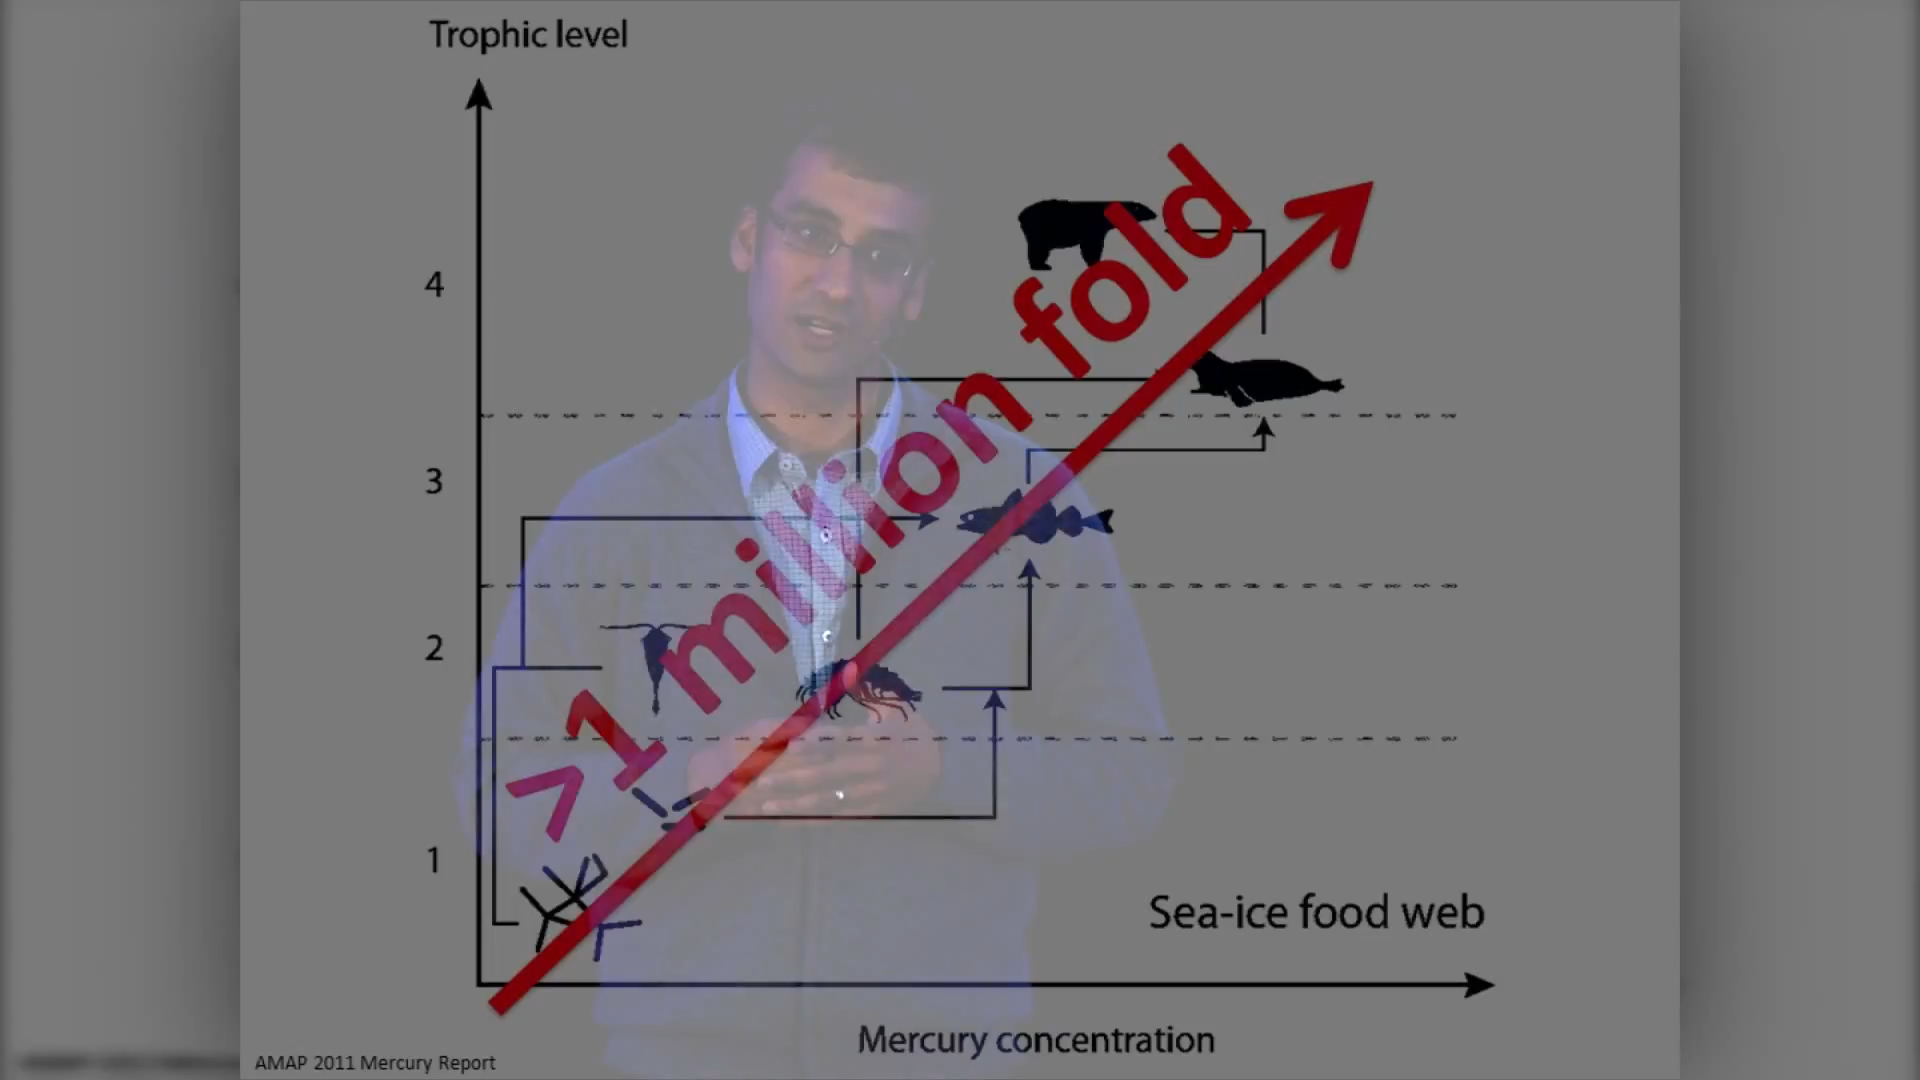 Trophic level
4
3
2
1
>1 million fold
Sea-ice food web
Mercury concentration
AMAP 2011 Mercury Report